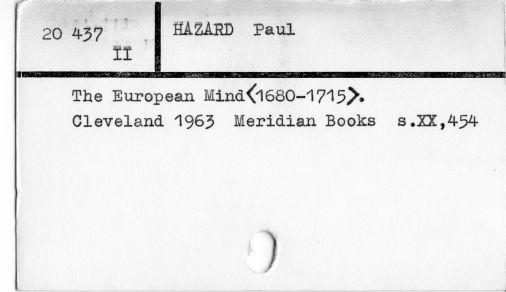 20 437
II
HAZARD Paul
The European Mind<1680-1715>.
Cleveland 1963 Meridian Books s.XX,454